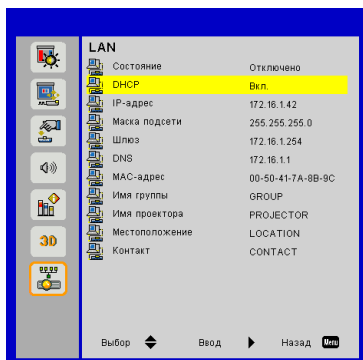 LAN
Состояние Отключено
DHCP Вкл.
IP-адрес 172.16.1.42
Маска подсети 255.255.255.0
Шлюз 172.16.1.254
DNS 172.16.1.1
MAC-адрес 00-50-41-7A-8B-9C
Имя группы GROUP
Имя проектора PROJECTOR
Местоположение LOCATION
3D
Контакт CONTACT
Выбор Ввод Назад Menu